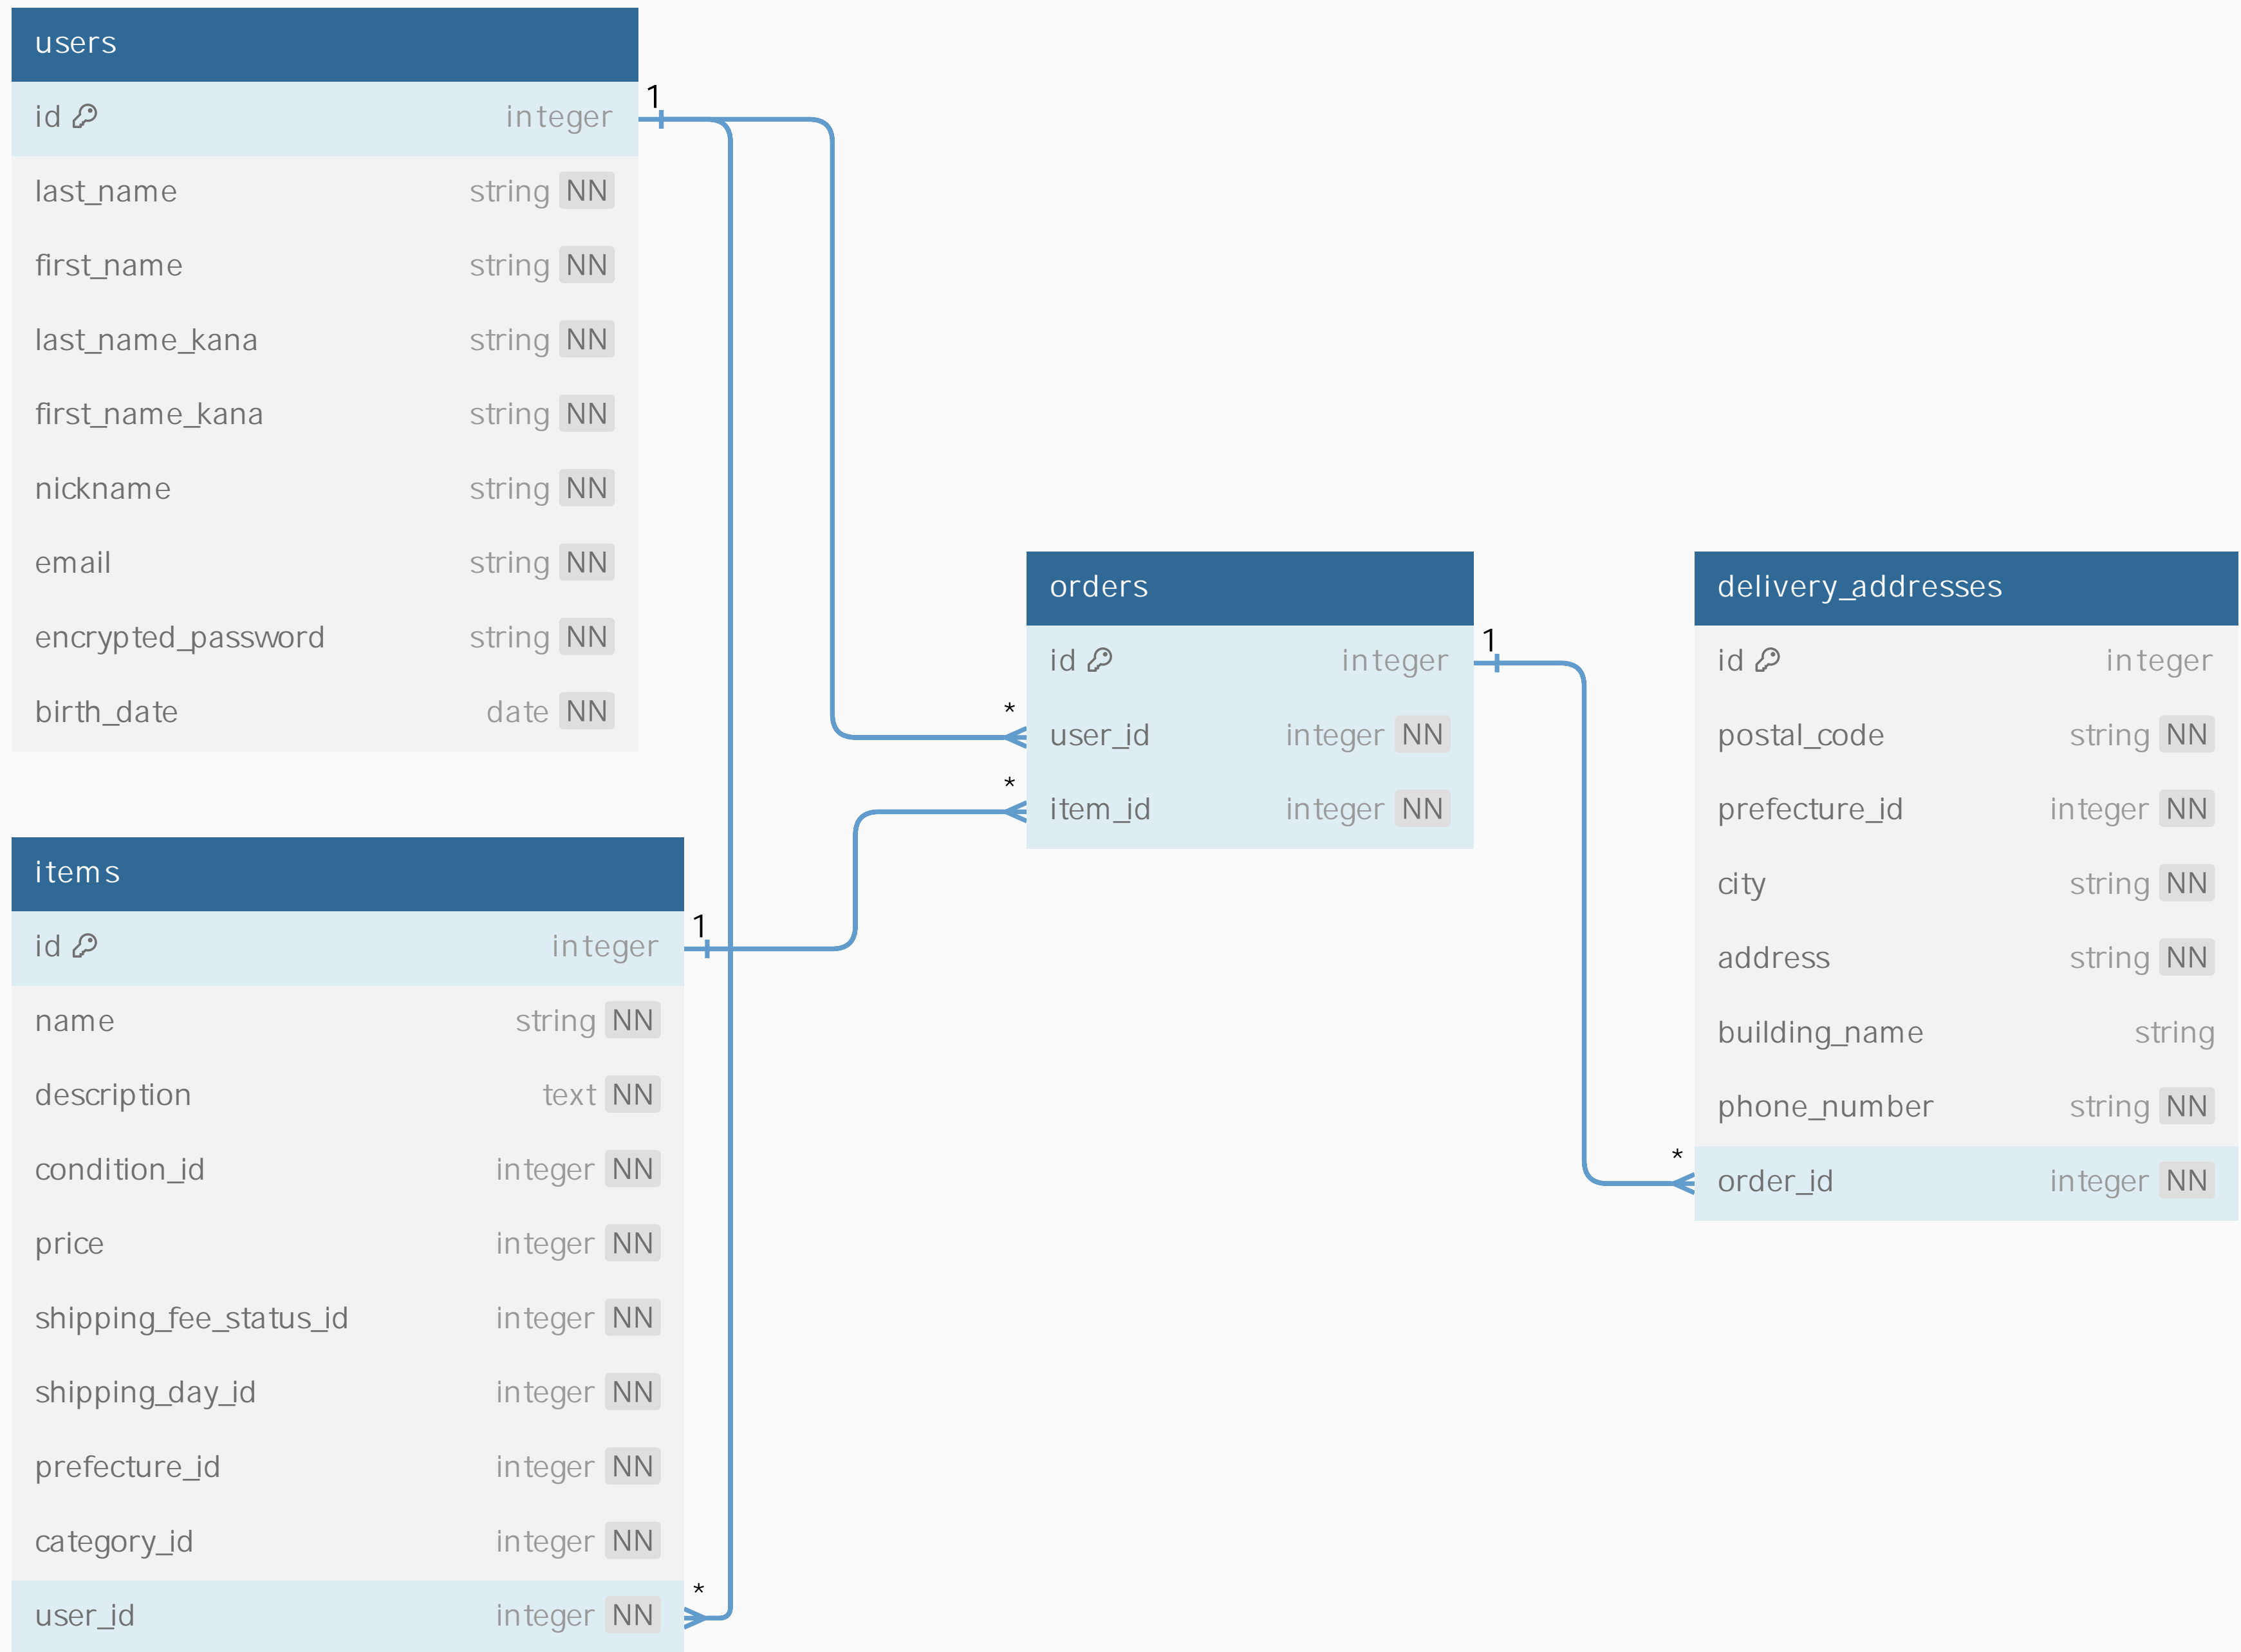 users
id integer
last_name string NN
first_name string NN
last_name_kana string NN
first_name_kana string NN
nickname string NN
email string NN
encrypted_password string NN
birth_date date NN
1
items
id integer
name string NN
description text NN
condition_id integer NN
price integer NN
shipping_fee_status_id integer NN
shipping_day_id integer NN
prefecture_id integer NN
category_id integer NN
user_id integer NN
1
*
orders
id integer
user_id integer NN
item_id integer NN
*
*
1
delivery_addresses
id integer
postal_code string NN
prefecture_id integer NN
city string NN
address string NN
building_name string
phone_number string NN
order_id integer NN
*